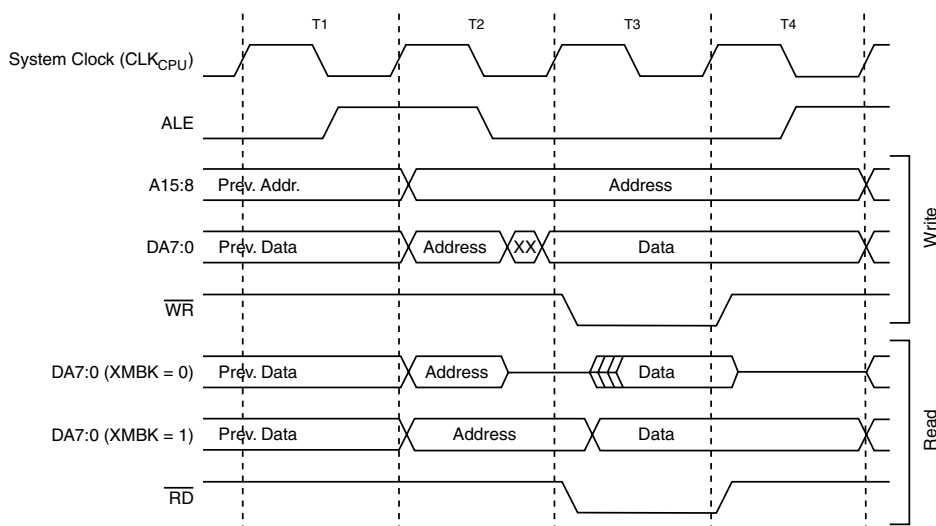 T1 T2 T3 T4
System Clock (CLKCPU)
ALE
A15:8 Prev. Addr. Address
DA7:0 Prev. Data Address XX Data
WR
Write
DA7:0 (XMBK = 0) Prev. Data Address Data
DA7:0 (XMBK = 1) Prev. Data Address Data
RD
Read